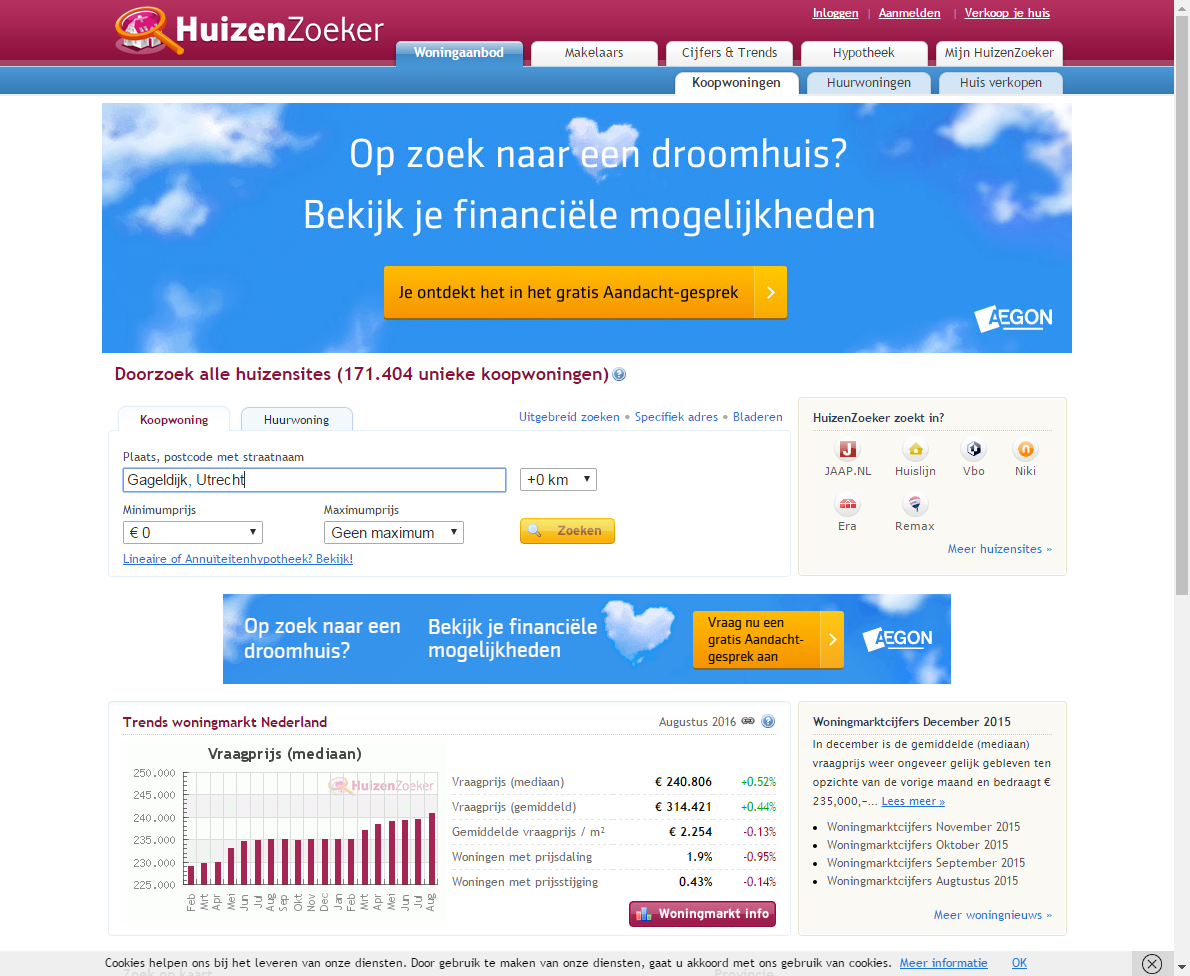 HuizenZoeker
Inloggen | Aanmelden | Verkoop je huis
Woningaanbod Makelaars Cijfers & Trends Hypotheek Mijn HuizenZoeker
Koopwoningen Huurwoningen Huis verkopen
Op zoek naar een droomhuis?
Bekijk je financiële mogelijkheden
Je ontdekt het in het gratis Aandacht-gesprek
AEGON
Doorzoek alle huizensites (171.404 unieke koopwoningen)
Koopwoning Huurwoning
Uitgebreid zoeken • Specifiek adres • Bladeren
Plaats, postcode met straatnaam
Gageldijk, Utrecht +0 km
Minimumprijs Maximumprijs
€ 0 Geen maximum Zoeken
Lineaire of Annuïteitenhypotheek? Bekijk!
HuizenZoeker zoekt in?
JAAP.NL Huislijn Vbo Niki
Era Remax
Meer huizensites »
Op zoek naar een
droomhuis?
Bekijk je financiële
mogelijkheden
Vraag nu een
gratis Aandacht-
gesprek aan
AEGON
Trends woningmarkt Nederland Augustus 2016
Vraagprijs (mediaan)
HuizenZoeker
250.000
245.000
240.000
235.000
230.000
225.000
Feb Mrt Apr Mei Jun Jul Aug Sep Okt Nov Dec Jan Feb Mrt Apr Mei Jun Jul Aug
Vraagprijs (mediaan) € 240.806 +0.52%
Vraagprijs (gemiddeld) € 314.421 +0.44%
Gemiddelde vraagprijs / m² € 2.254 -0.13%
Woningen met prijsdaling 1.9% -0.95%
Woningen met prijsstijging 0.43% -0.14%
Woningmarkt info
Woningmarktcijfers December 2015
In december is de gemiddelde (mediaan)
vraagprijs weer ongeveer gelijk gebleven ten
opzichte van de vorige maand en bedraagt €
235,000,–... Lees meer »
• Woningmarktcijfers November 2015
• Woningmarktcijfers Oktober 2015
• Woningmarktcijfers September 2015
• Woningmarktcijfers Augtustus 2015
Meer woningnieuws »
Cookies helpen ons bij het leveren van onze diensten. Door gebruik te maken van onze diensten, gaat u akkoord met ons gebruik van cookies. Meer informatie OK
Zoek op kaart Provincie